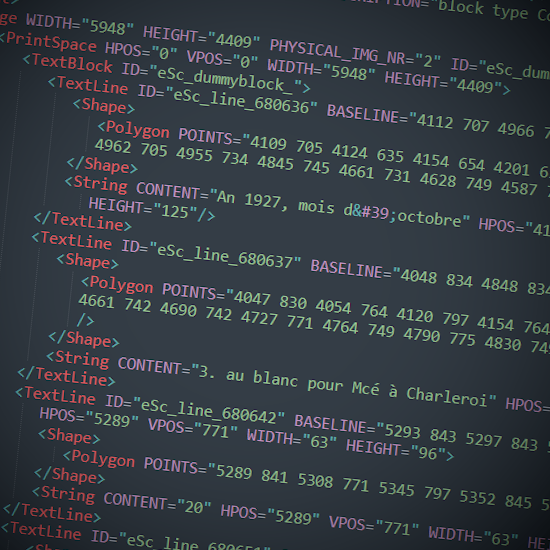 CRIPTION="block type Co
ge WIDTH="5948" HEIGHT="4409" PHYSICAL_IMG_NR="2" ID="eSc_dum
<PrintSpace HPOS="0" VPOS="0" WIDTH="5948" HEIGHT="4409">
<TextBlock ID="eSc_dummyblock_">
<TextLine ID="eSc_line_680636" BASELINE="4112 707 4966 7
<Shape>
<Polygon POINTS="4109 705 4124 635 4154 654 4201 6
4962 705 4955 734 4845 745 4661 731 4628 749 4587 7
</Shape>
<String CONTENT="An 1927, mois d&#39;octobre" HPOS="41
HEIGHT="125"/>
</TextLine>
<TextLine ID="eSc_line_680637" BASELINE="4048 834 4848 834
<Shape>
<Polygon POINTS="4047 830 4054 764 4120 797 4154 764
4661 742 4690 742 4727 771 4764 749 4790 775 4830 749
/>
</Shape>
<String CONTENT="3. au blanc pour Mcé à Charleroi" HPOS=
</TextLine>
<TextLine ID="eSc_line_680642" BASELINE="5293 843 5297 843 5
HPOS="5289" VPOS="771" WIDTH="63" HEIGHT="96">
<Shape>
<Polygon POINTS="5289 841 5308 771 5345 797 5352 845 5
</Shape>
<String CONTENT="20" HPOS="5289" VPOS="771" WIDTH="63" HE
</TextLine>
<TextLine ID="eSc_line_680651"